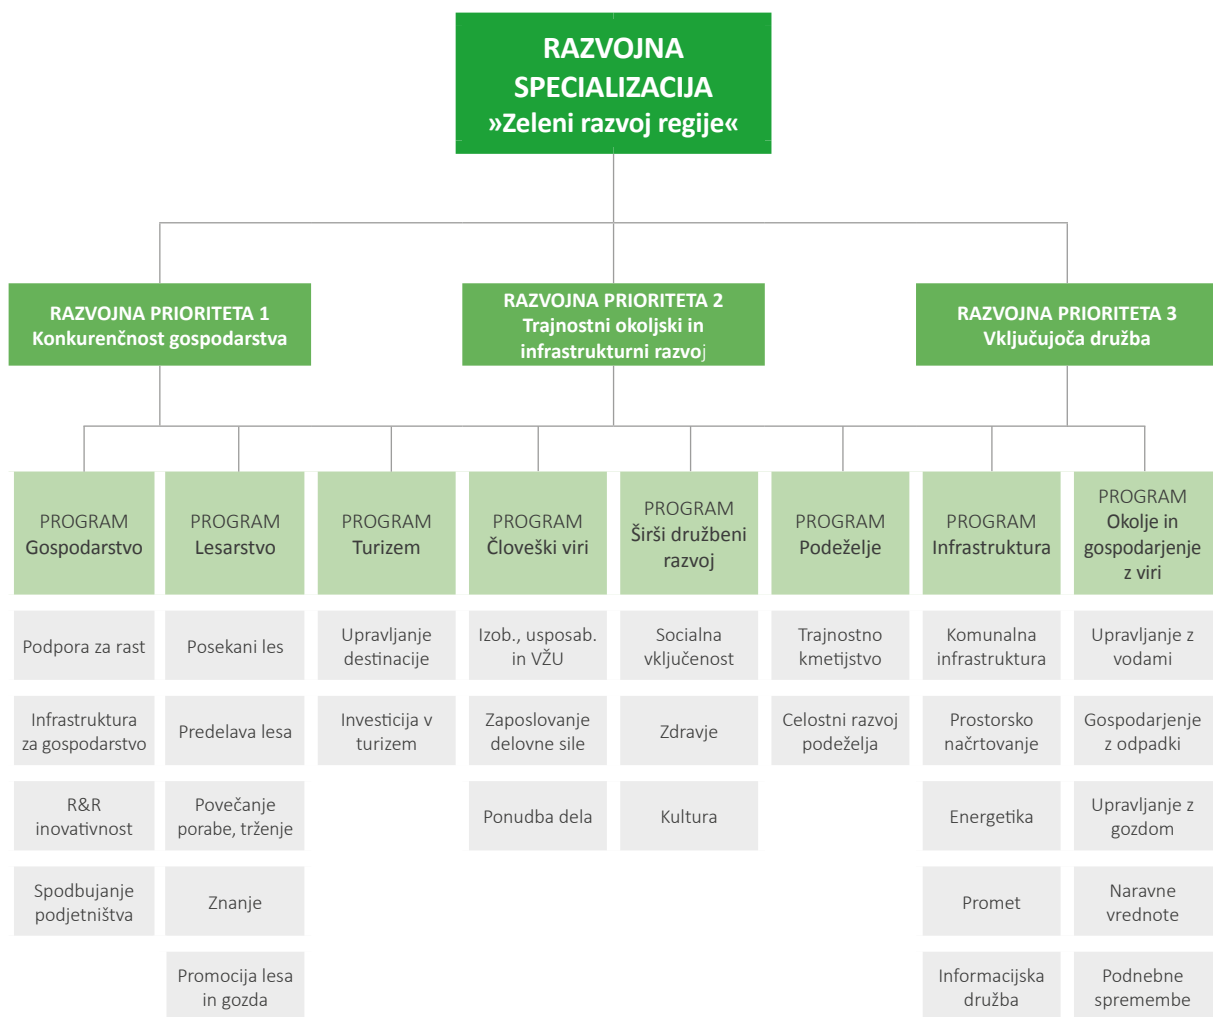 RAZVOJNA
SPECIALIZACIJA
»Zeleni razvoj regije«
RAZVOJNA PRIORITETA 1
Konkurenčnost gospodarstva
RAZVOJNA PRIORITETA 2
Trajnostni okoljski in
infrastrukturni razvoj
RAZVOJNA PRIORITETA 3
Vključujoča družba
PROGRAM
Gospodarstvo
PROGRAM
Lesarstvo
PROGRAM
Turizem
PROGRAM
Človeški viri
PROGRAM
Širši družbeni
razvoj
PROGRAM
Podeželje
PROGRAM
Infrastruktura
PROGRAM
Okolje in
gospodarjenje
z viri
Podpora za rast
Posekani les
Upravljanje
destinacije
Izob., usposab.
in VŽU
Socialna
vključenost
Trajnostno
kmetijstvo
Komunalna
infrastruktura
Upravljanje z
vodami
Infrastruktura
za gospodarstvo
Predelava lesa
Investicija v
turizem
Zaposlovanje
delovne sile
Zdravje
Celostni razvoj
podeželja
Prostorsko
načrtovanje
Gospodarjenje
z odpadki
R&R
inovativnost
Povečanje
porabe, trženje
Ponudba dela
Kultura
Energetika
Upravljanje z
gozdom
Spodbujanje
podjetništva
Znanje
Promet
Naravne
vrednote
Promocija lesa
in gozda
Informacijska
družba
Podnebne
spremembe